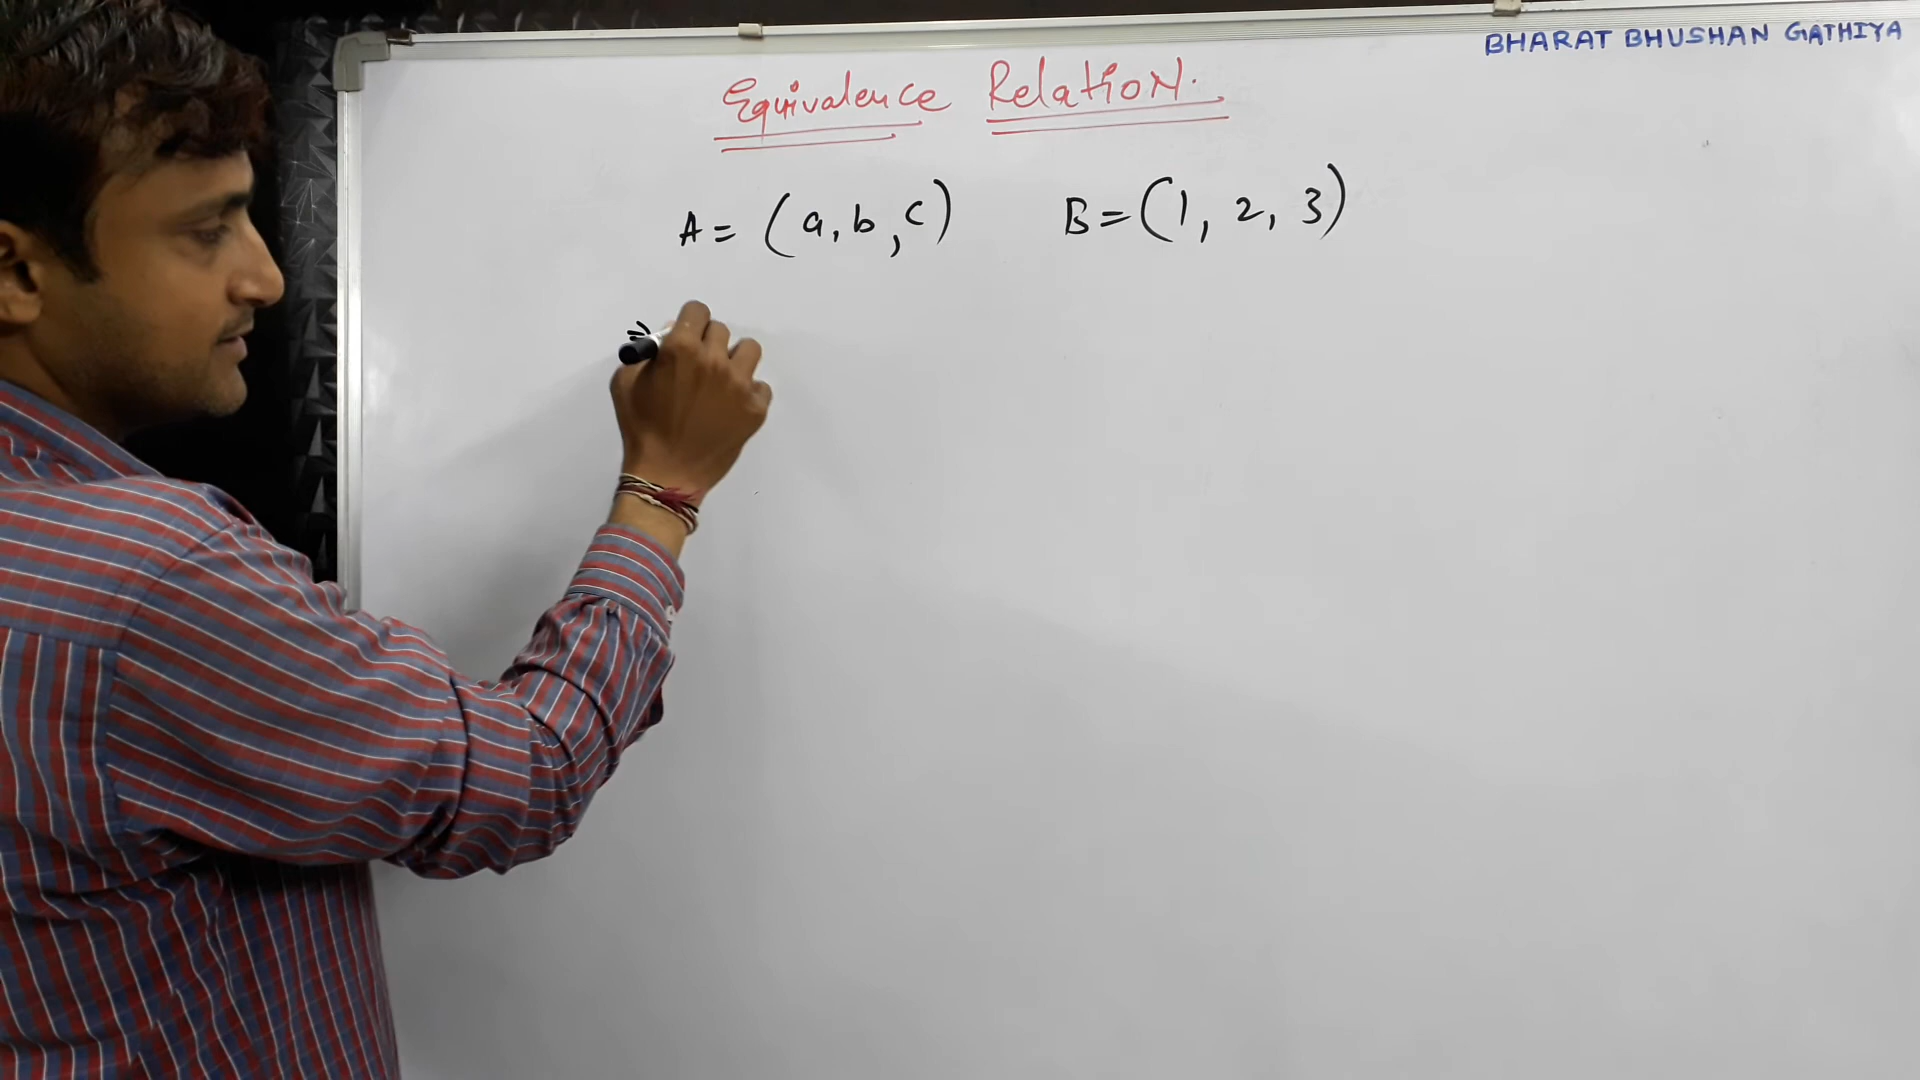 BHARAT BHUSHAN GATHIYA
Equivalence Relation.
A = (a, b, c) B = (1, 2, 3)
⇒